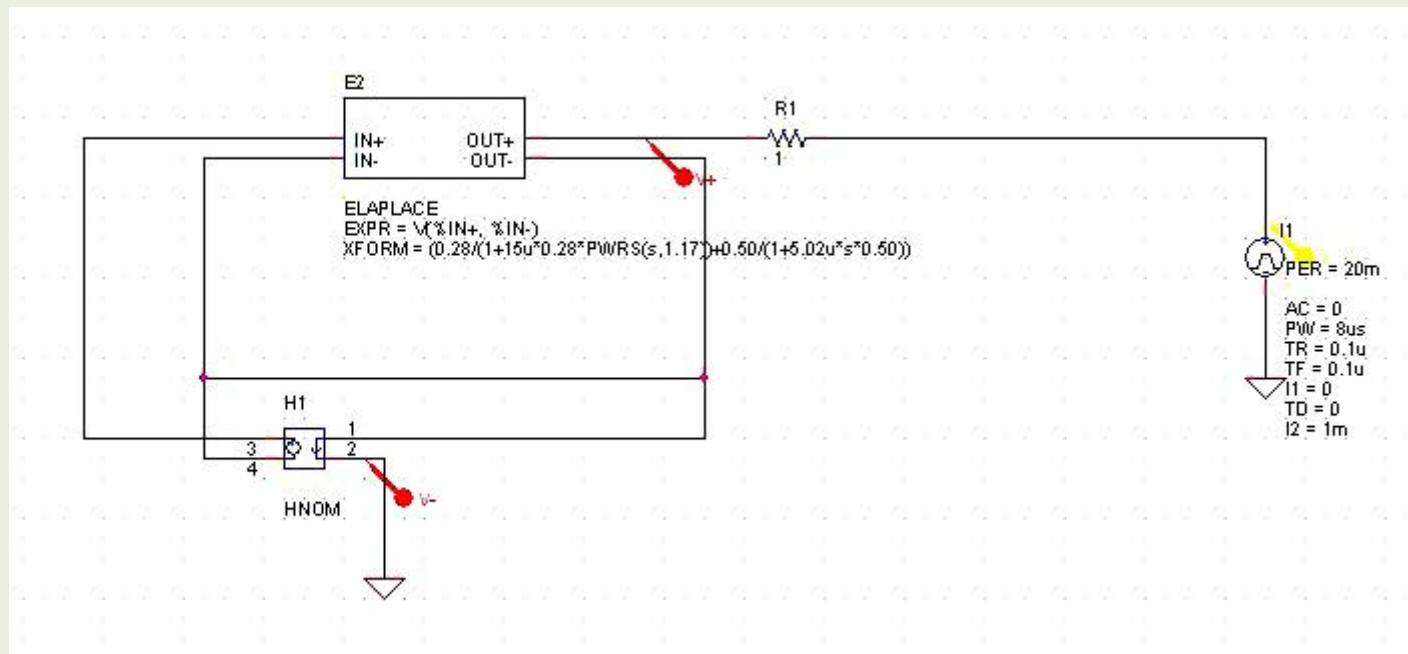 E2
R1
IN+ OUT+
IN- OUT-
1
V+
ELAPLACE
EXPR = V(%IN+, %IN-)
XFORM = (0.28/(1+15u*0.28*PWRS(s,1.17))+0.50/(1+5.02u*s*0.50))
I1
PER = 20m
AC = 0
PW = 8us
TR = 0.1u
TF = 0.1u
I1 = 0
TD = 0
I2 = 1m
H1
1
3 2
4
V-
HNOM